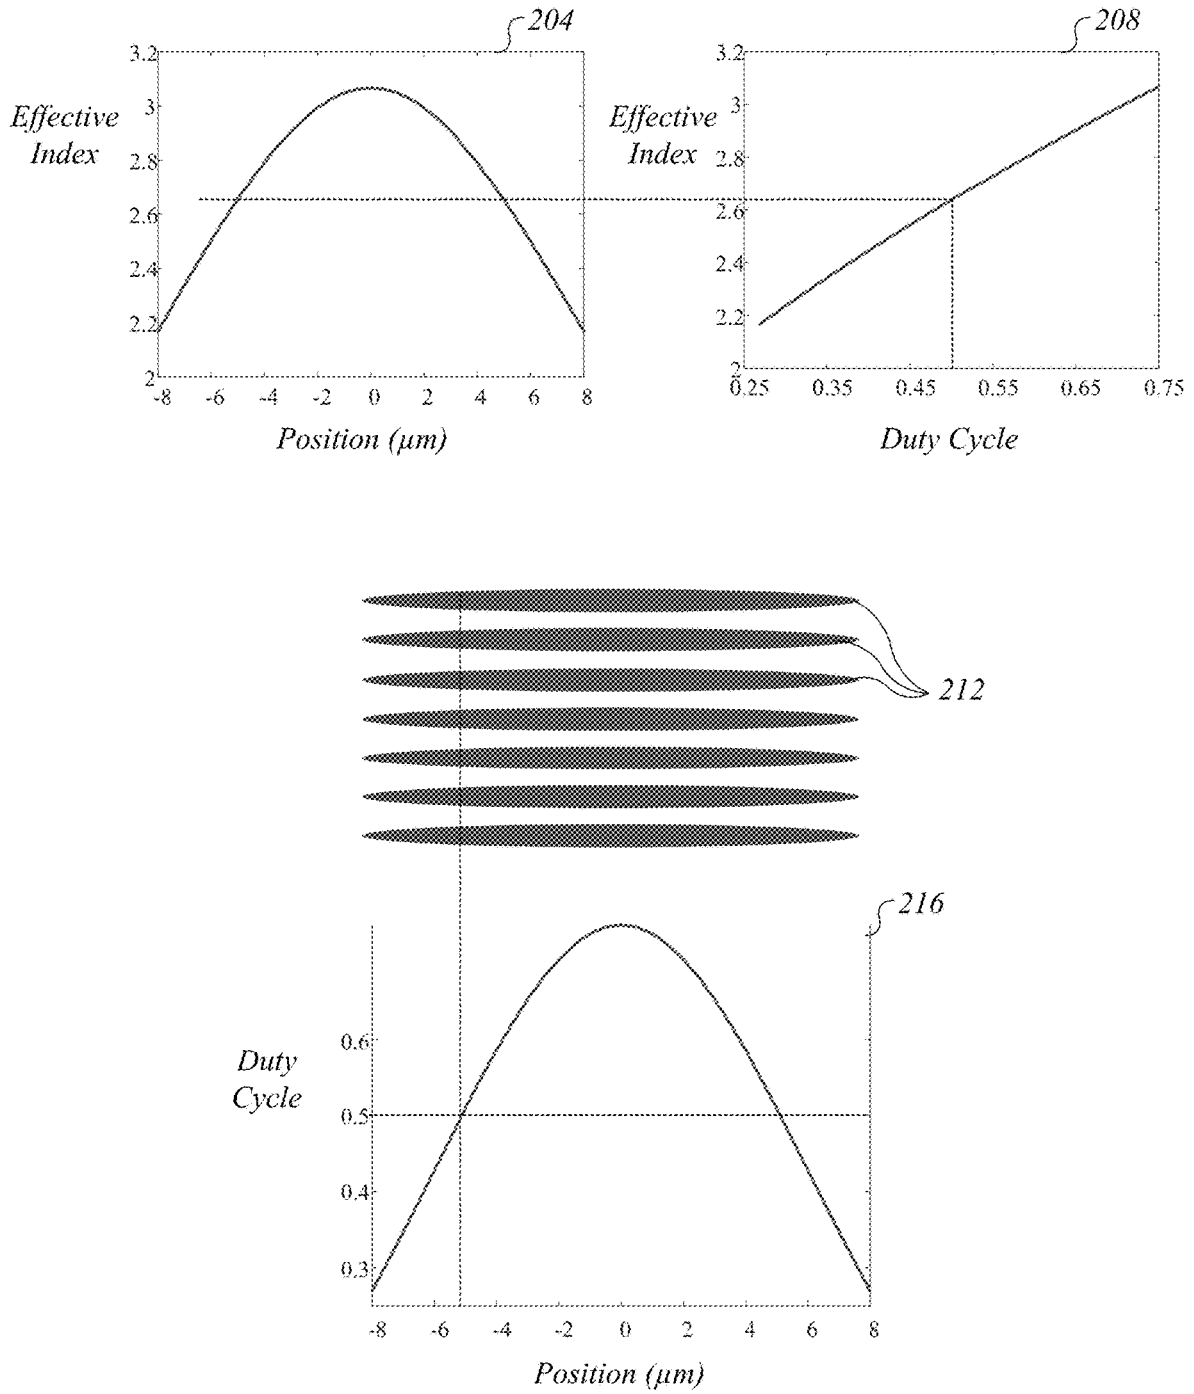 204
208
3.2
3
2.8
2.6
2.4
2.2
2
Effective
Index
-8 -6 -4 -2 0 2 4 6 8
Position (μm)
3.2
3
2.8
2.6
2.4
2.2
2
Effective
Index
0.25 0.35 0.45 0.55 0.65 0.75
Duty Cycle
212
216
0.6
0.5
0.4
0.3
Duty
Cycle
-8 -6 -4 -2 0 2 4 6 8
Position (μm)